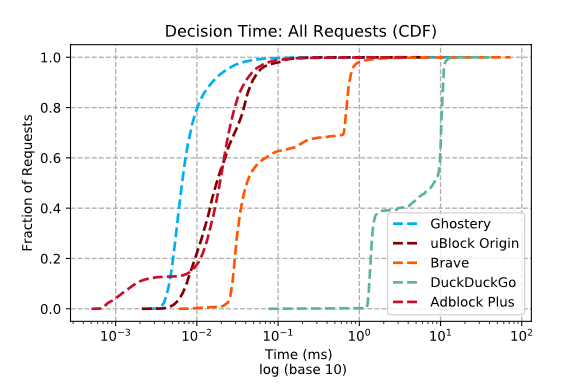 Decision Time: All Requests (CDF)
Fraction of Requests
1.0
0.8
0.6
0.4
0.2
0.0
Ghostery
uBlock Origin
Brave
DuckDuckGo
Adblock Plus
10⁻³ 10⁻² 10⁻¹ 10⁰ 10¹ 10²
Time (ms)
log (base 10)